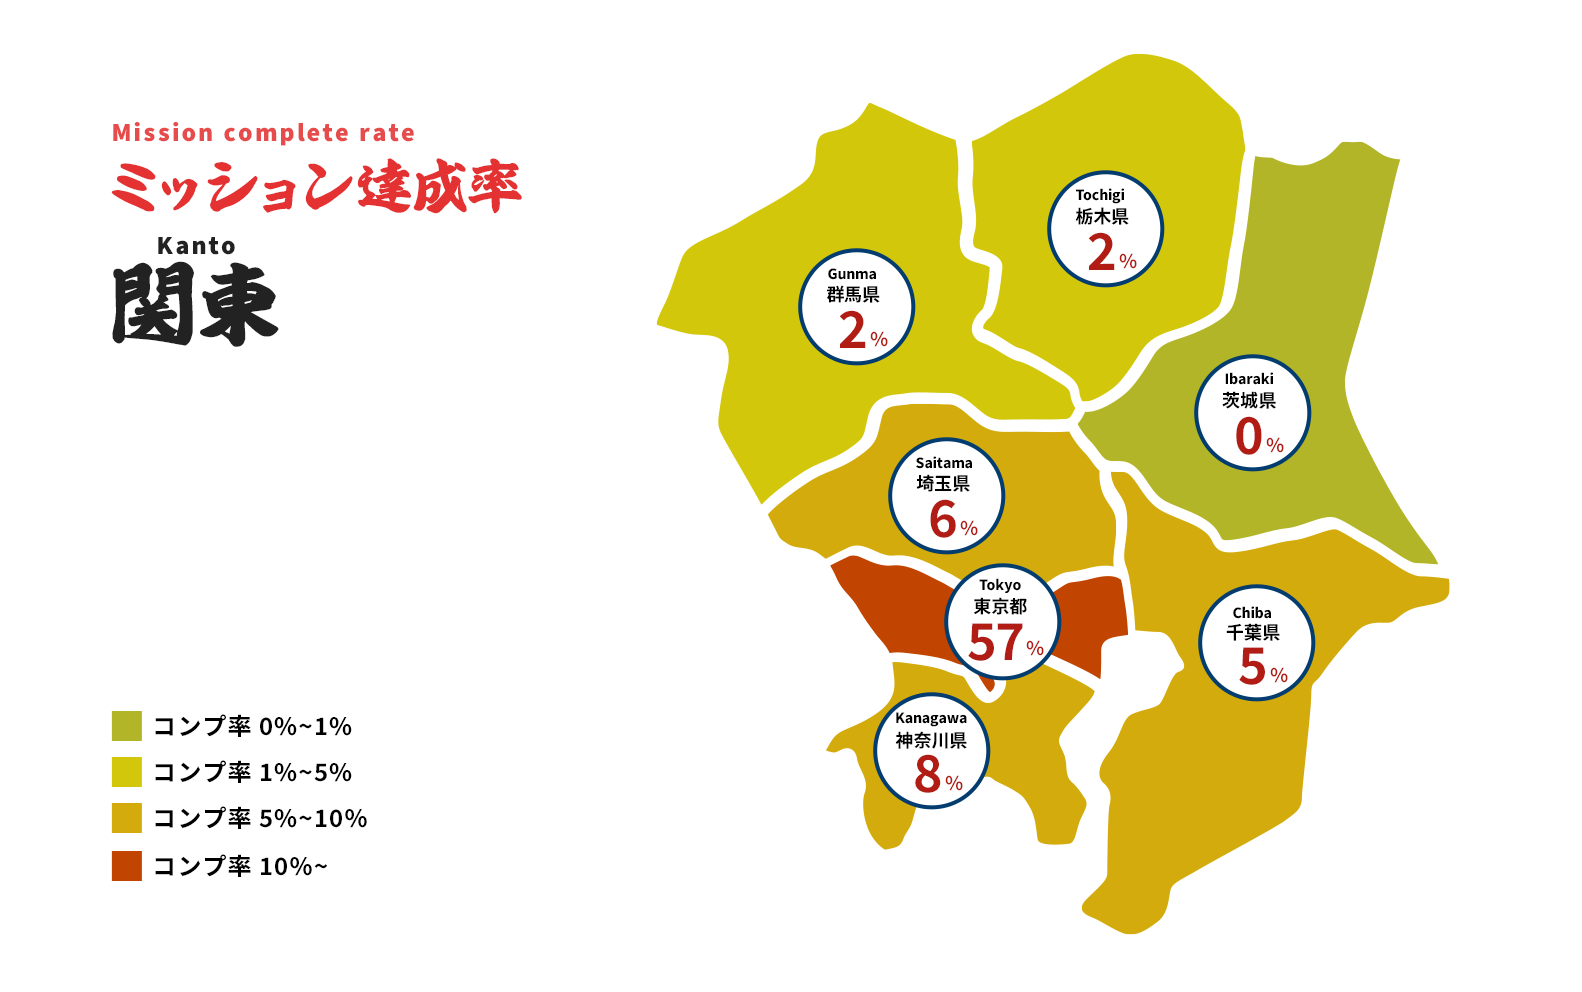 Mission complete rate
ミッション達成率
Kanto
関東
Tochigi
栃木県
2%
Gunma
群馬県
2%
Ibaraki
茨城県
0%
Saitama
埼玉県
6%
Tokyo
東京都
57%
Chiba
千葉県
5%
Kanagawa
神奈川県
8%
コンプ率 0%~1%
コンプ率 1%~5%
コンプ率 5%~10%
コンプ率 10%~